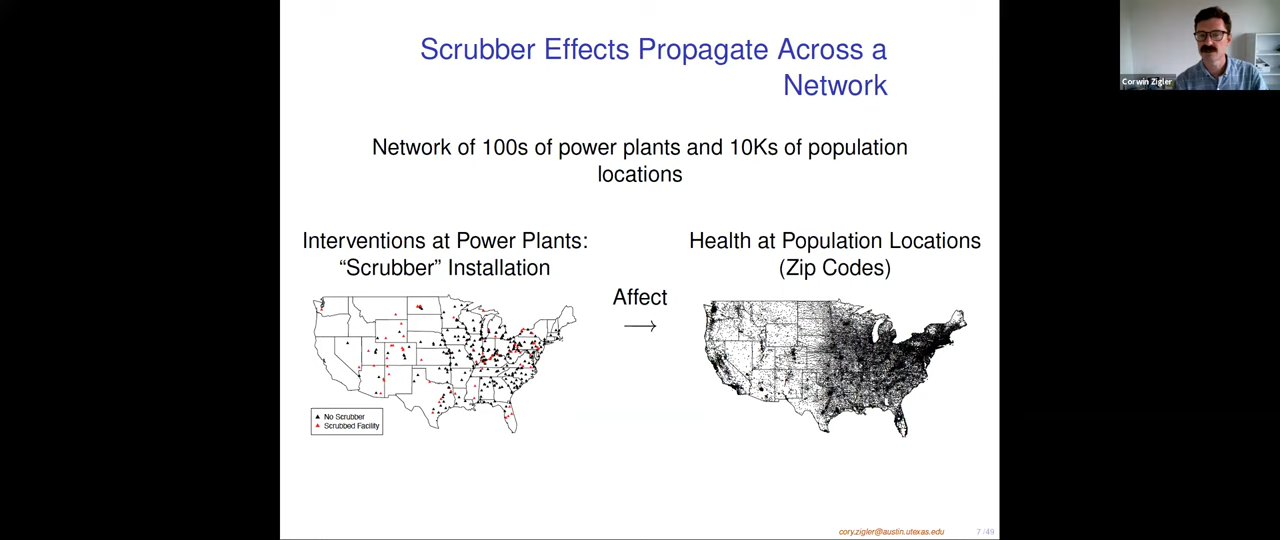 Scrubber Effects Propagate Across a
Network
Corwin Zigler
Network of 100s of power plants and 10Ks of population
locations
Interventions at Power Plants:
“Scrubber” Installation
Affect
→
Health at Population Locations
(Zip Codes)
No Scrubber
Scrubbed Facility
cory.zigler@austin.utexas.edu
7 / 49